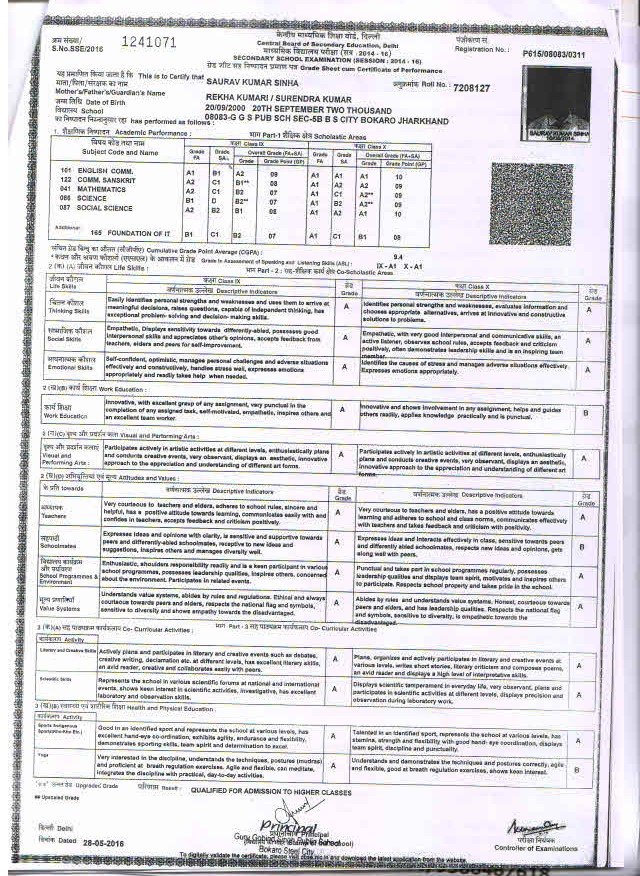 केन्द्रीय माध्यमिक शिक्षा बोर्ड, दिल्ली
Central Board of Secondary Education, Delhi
माध्यमिक विद्यालय परीक्षा (सत्र : 2014 - 16)
SECONDARY SCHOOL EXAMINATION (SESSION : 2014 - 16)
Grade Sheet cum Certificate of Performance
S.No.SSE/2016 1241071
Registration No.: P615/08083/0311
यह प्रमाणित किया जाता है कि This is to Certify that SAURAV KUMAR SINHA
अनुक्रमांक Roll No. : 7208127
Mother's/Father's/Guardian's Name REKHA KUMARI / SURENDRA KUMAR
जन्म तिथि Date of Birth 20/09/2000 20TH SEPTEMBER TWO THOUSAND
विद्यालय School 08083-G G S PUB SCH SEC-5B B S CITY BOKARO JHARKHAND
has performed as follows :
SAURAV KUMAR SINHA
1. शैक्षणिक निष्पादन Academic Performance : भाग Part-1 शैक्षिक क्षेत्र Scholastic Areas
विषय कोड तथा नाम Subject Code and Name
कक्षा Class IX कक्षा Class X
Grade FA Grade SA Overall Grade (FA+SA) Grade Grade Point (GP) Grade FA Grade SA Overall Grade (FA+SA) Grade Grade Point (GP)
101 ENGLISH COMM. A1 B1 A2 09 A1 A1 A1 10
122 COMM. SANSKRIT A2 C1 B1** 08 A1 A2 A2 09
041 MATHEMATICS A2 C1 B2 07 A1 C1 A2** 09
086 SCIENCE B1 D B2** 07 A1 B2 A2** 09
087 SOCIAL SCIENCE A2 B2 B1 08 A1 A2 A1 10
Additional:
165 FOUNDATION OF IT B1 C1 B2 07 A1 C1 B1 08
Cumulative Grade Point Average (CGPA) : 9.4
Grade in Assessment of Speaking and Listening Skills (ASL) : IX - A1 X - A1
2 (क) (A) जीवन कौशल Life Skills : भाग Part - 2 : सह-शैक्षिक क्षेत्र Co-Scholastic Areas
जीवन कौशल Life Skills
कक्षा Class IX कक्षा Class X
वर्णनात्मक उल्लेख Descriptive Indicators ग्रेड Grade वर्णनात्मक उल्लेख Descriptive Indicators ग्रेड Grade
चिंतन कौशल Thinking Skills
Easily identifies personal strengths and weaknesses and uses them to arrive at meaningful decisions, raises questions, capable of independent thinking, has exceptional problem- solving and decision- making skills. A
Identifies personal strengths and weaknesses, evaluates information and chooses appropriate alternatives, arrives at innovative and constructive solutions to problems. A
सामाजिक कौशल Social Skills
Empathetic, Displays sensitivity towards differently-abled, possesses good interpersonal skills and appreciates other's opinions, accepts feedback from teachers, elders and peers for self-improvement. A
Empathetic, with very good interpersonal and communicative skills, an active listener, observes school rules, accepts feedback and criticism positively, often demonstrates leadership skills and is an inspiring team member. A
भावनात्मक कौशल Emotional Skills
Self-confident, optimistic, manages personal challenges and adverse situations effectively and constructively, handles stress well, expresses emotions appropriately and readily takes help when needed. A
Identifies the causes of stress and manages adverse situations effectively. Expresses emotions appropriately. A
2 (ख)(B) कार्य शिक्षा Work Education :
कार्य शिक्षा Work Education
Innovative, with excellent group of any assignment, very punctual in the completion of any assigned task, self-motivated, empathetic, inspires others and an excellent team worker. A
Innovative and shows involvement in any assignment, helps and guides others readily, applies knowledge practically and is punctual. B
2 (ग)(C) दृश्य और प्रदर्शन कला Visual and Performing Arts :
दृश्य और प्रदर्शन कलाएं Visual and Performing Arts :
Participates actively in artistic activities at different levels, enthusiastically plans and conducts creative events, very observant, displays an aesthetic, innovative approach to the appreciation and understanding of different art forms. A
Participates actively in artistic activities at different levels, enthusiastically plans and conducts creative events, very observant, displays an aesthetic, innovative approach to the appreciation and understanding of different art forms. A
2 (घ)(D) अभिवृत्तियां एवं मूल्य Attitudes and Values :
के प्रति towards वर्णनात्मक उल्लेख Descriptive Indicators ग्रेड Grade वर्णनात्मक उल्लेख Descriptive Indicators ग्रेड Grade
अध्यापक Teachers
Very courteous to teachers and elders, adheres to school rules, sincere and helpful, has a positive attitude towards learning, communicates easily with and confides in teachers, accepts feedback and criticism positively. A
Very courteous to teachers and elders, has a positive attitude towards learning and adheres to school and class norms, communicates effectively with teachers and takes feedback and criticism with positivity. A
सहपाठी Schoolmates
Expresses ideas and opinions with clarity, is sensitive and supportive towards peers and differently-abled schoolmates, receptive to new ideas and suggestions, inspires others and manages diversity well. A
Expresses ideas and interacts effectively in class, sensitive towards peers and differently abled schoolmates, respects new ideas and opinions, gets along well with peers. B
School Programmes & Environment
Enthusiastic, shoulders responsibility readily and is a keen participant in various school programmes, possesses leadership qualities, inspires others, concerned about the environment. Participates in related events. A
Punctual and takes part in school programmes regularly, possesses leadership qualities and displays team spirit, motivates and inspires others to participate. Respects school property and takes pride in the school. A
मूल्य प्रणालियां Value Systems
Understands value systems, abides by rules and regulations. Ethical and always courteous towards peers and elders, respects the national flag and symbols, sensitive to diversity and shows empathy towards the disadvantaged. A
Abides by rules and understands value systems. Honest, courteous towards peers and elders, and has leadership qualities. Respects the national flag and symbols, sensitive to diversity, is empathetic towards the disadvantaged. A
भाग Part - 3 सह पाठ्यक्रम कार्यकलाप Co- Curricular Activities
3 (क)(A) सह पाठ्यक्रम कार्यकलाप Co- Curricular Activities :
कार्यकलाप Activity
Literary and Creative Skills
Actively plans and participates in literary and creative events such as debates, creative writing, declamation etc. at different levels, has excellent literary skills, an avid reader, creative and collaborates easily with peers. A
Plans, organizes and actively participates in literary and creative events at various levels, writes short stories, literary criticism and composes poems, an avid reader and displays a high level of interpretative skills. A
Scientific Skills
Represents the school in various scientific forums at national and international events, shows keen interest in scientific activities, investigative, has excellent laboratory and observation skills. A
Displays scientific temperament in everyday life, very observant, plans and participates in scientific activities at different levels, displays precision and observation during laboratory work. A
3 (ख)(B) स्वास्थ्य एवं शारीरिक शिक्षा Health and Physical Education :
कार्यकलाप Activity
Sports /Indigenous Sports(Kho-Kho Etc.)
Good in an identified sport and represents the school at various levels, has excellent hand-eye co-ordination, exhibits agility, endurance and flexibility, demonstrates sporting skills, team spirit and determination to excel. A
Talented in an identified sport, represents the school at various levels, has stamina, strength and flexibility with good hand- eye coordination, displays team spirit, discipline and punctuality. A
Yoga
Very interested in the discipline, understands the techniques, postures (mudras) and proficient at breath regulation exercises. Agile and flexible, can meditate, integrates the discipline with practical, day-to-day activities. A
Understands and demonstrates the techniques and postures correctly, agile and flexible, good at breath regulation exercises, shows keen interest. B
Upgraded Grade परिणाम Result : QUALIFIED FOR ADMISSION TO HIGHER CLASSES
## Upscaled Grade
दिल्ली Delhi
दिनांक Dated 28-05-2016
Principal
Guru Gobind Singh Public School
Bokaro Steel City
परीक्षा नियंत्रक
Controller of Examinations
To digitally validate the certificate, please visit cbse.nic.in and download the latest application from the website.